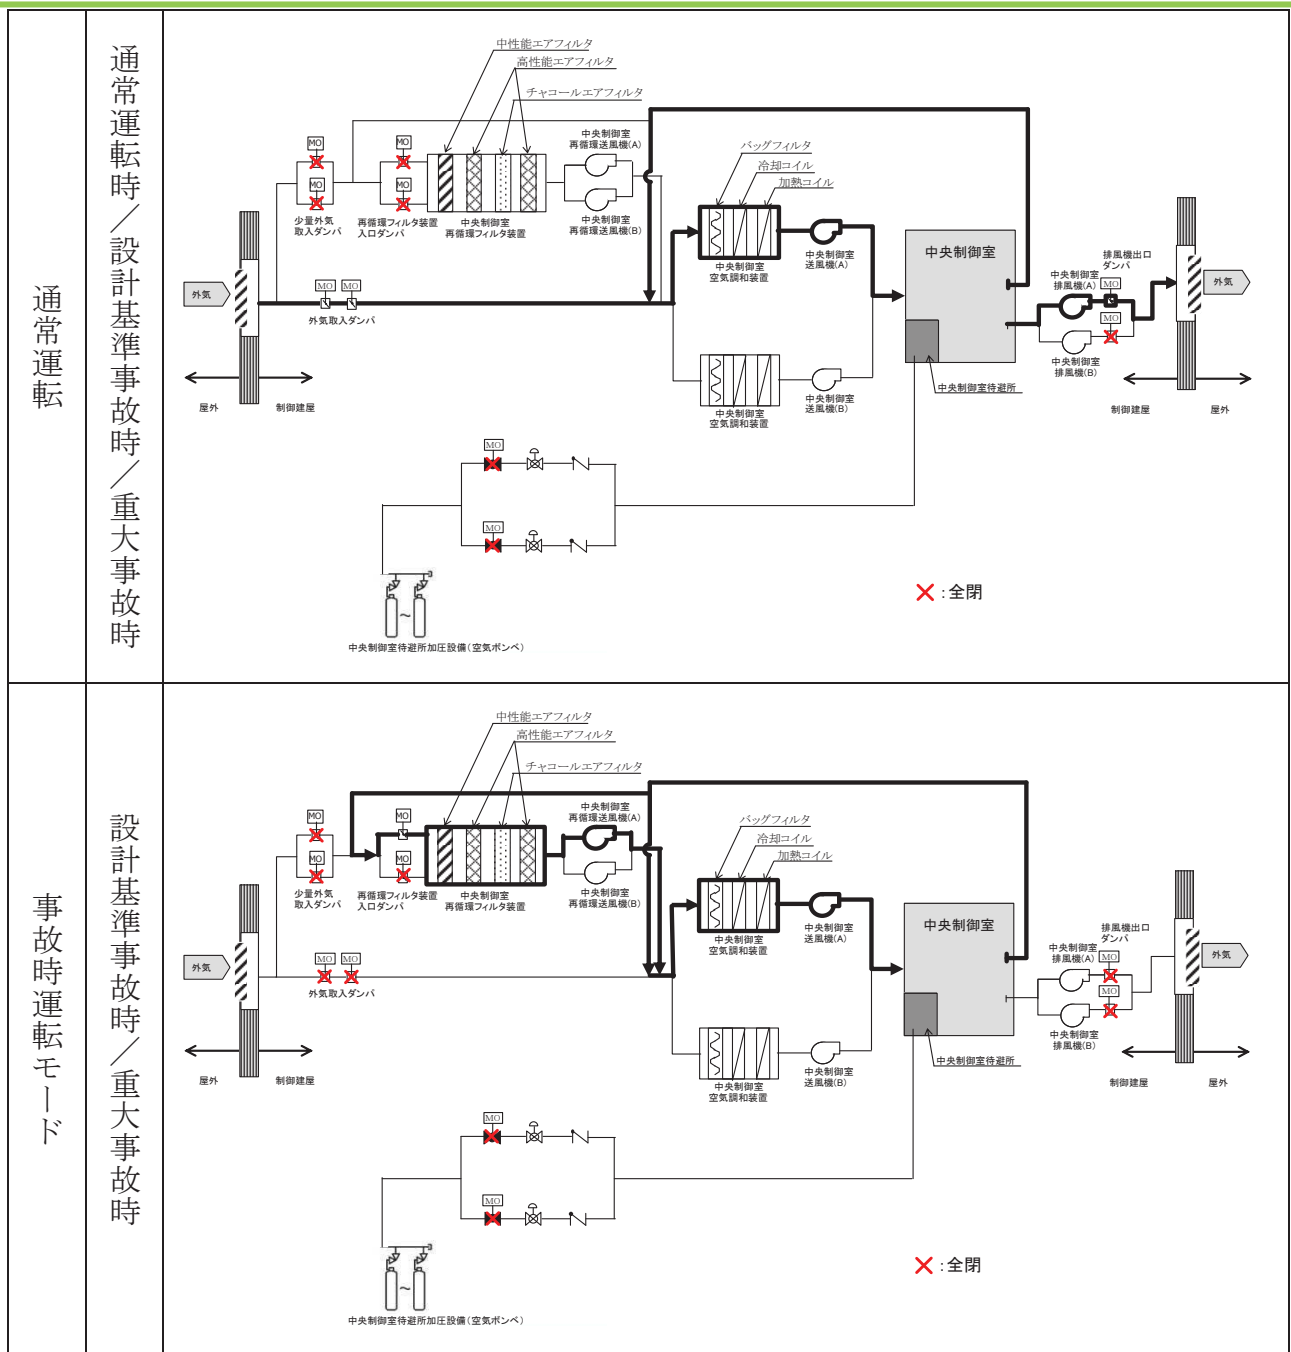 通常運転
通常運転時／設計基準事故時／重大事故時
中性能エアフィルタ
高性能エアフィルタ
チャコールエアフィルタ
MO
MO
MO
MO
少量外気
取入ダンパ
再循環フィルタ装置
入口ダンパ
中央制御室
再循環フィルタ装置
中央制御室
再循環送風機(A)
中央制御室
再循環送風機(B)
バッグフィルタ
冷却コイル
加熱コイル
中央制御室
空気調和装置
中央制御室
送風機(A)
中央制御室
排風機出口
ダンパ
中央制御室
排風機(A)
MO
MO
中央制御室
排風機(B)
外気
外気
MO
MO
外気取入ダンパ
屋外
制御建屋
中央制御室
空気調和装置
中央制御室
送風機(B)
中央制御室待避所
制御建屋
屋外
MO
MO
～
中央制御室待避所加圧設備(空気ボンベ)
：全閉
事故時運転モード
設計基準事故時／重大事故時
中性能エアフィルタ
高性能エアフィルタ
チャコールエアフィルタ
MO
MO
MO
MO
少量外気
取入ダンパ
再循環フィルタ装置
入口ダンパ
中央制御室
再循環フィルタ装置
中央制御室
再循環送風機(A)
中央制御室
再循環送風機(B)
バッグフィルタ
冷却コイル
加熱コイル
中央制御室
空気調和装置
中央制御室
送風機(A)
中央制御室
排風機出口
ダンパ
中央制御室
排風機(A)
MO
MO
中央制御室
排風機(B)
外気
外気
MO
MO
外気取入ダンパ
屋外
制御建屋
中央制御室
空気調和装置
中央制御室
送風機(B)
中央制御室待避所
制御建屋
屋外
MO
MO
～
中央制御室待避所加圧設備(空気ボンベ)
：全閉